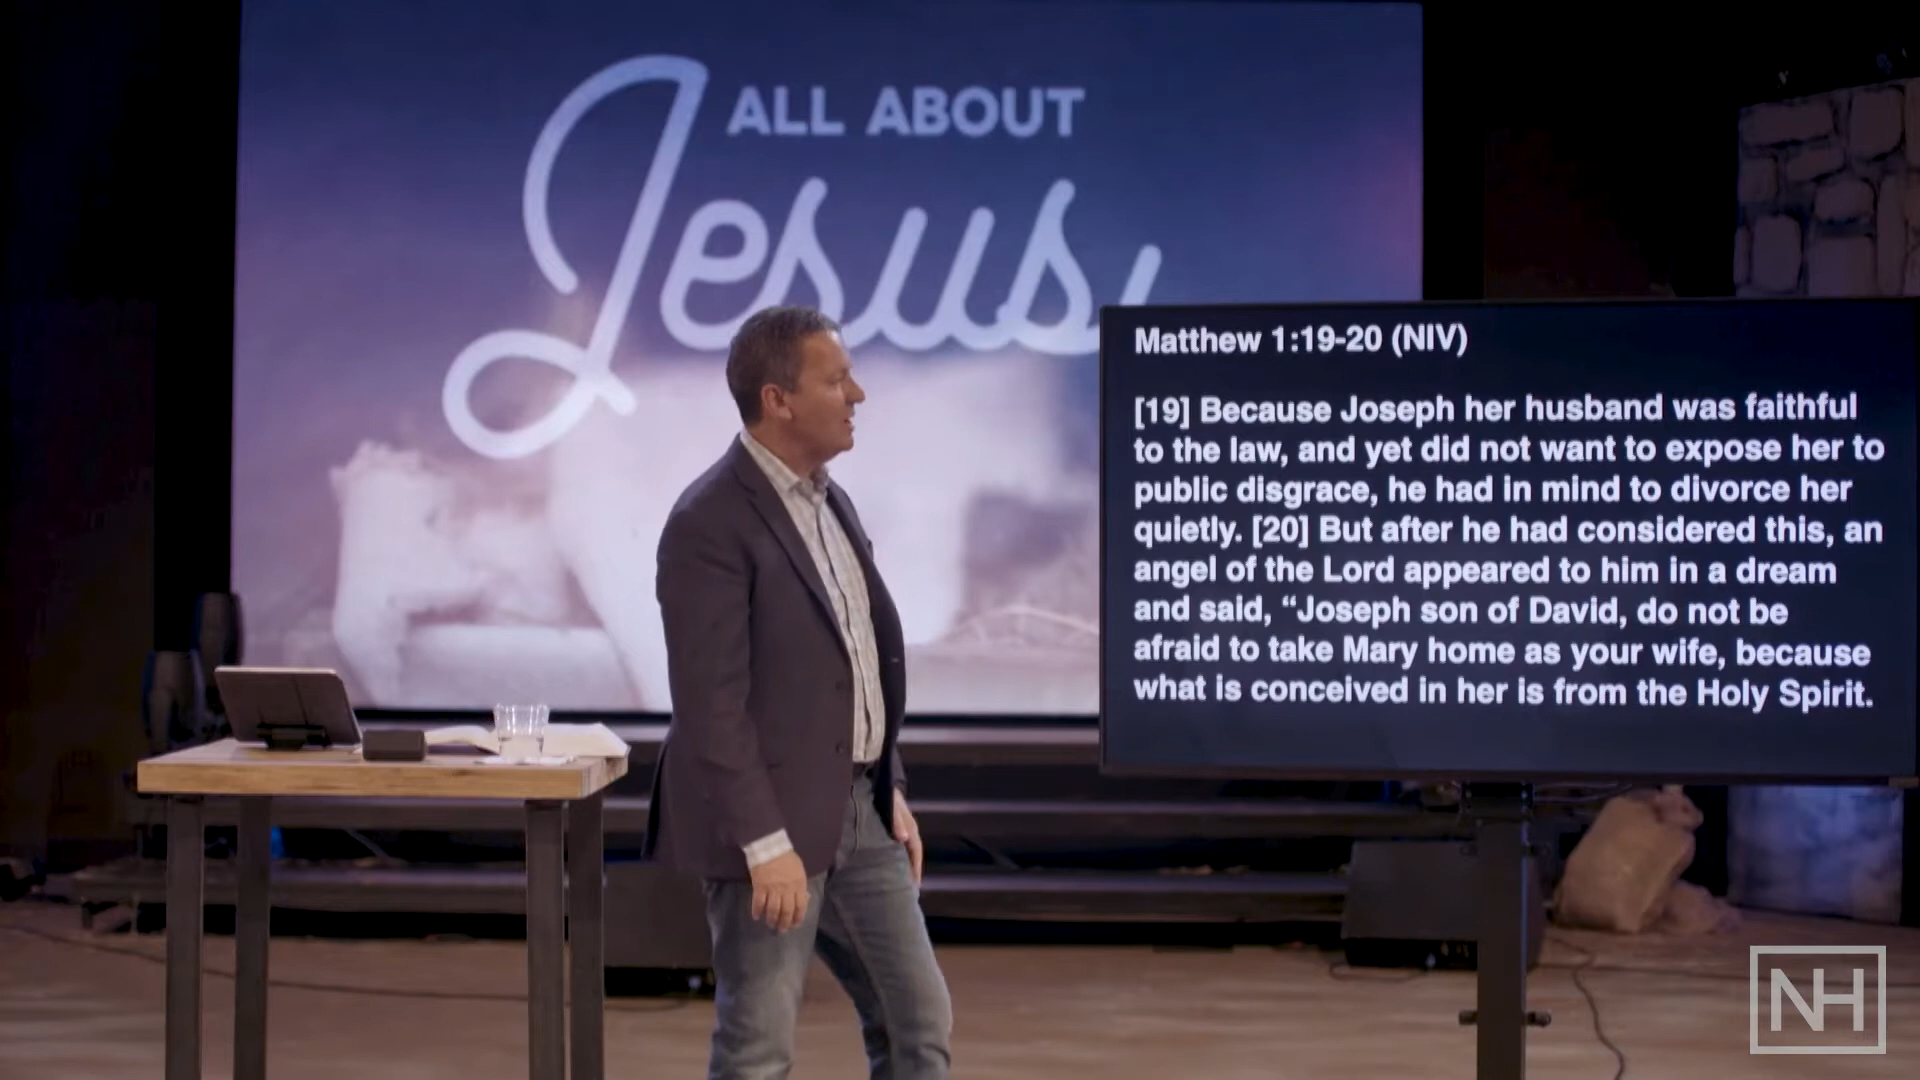 ALL ABOUT
Jesus
Matthew 1:19-20 (NIV)
[19] Because Joseph her husband was faithful
to the law, and yet did not want to expose her to
public disgrace, he had in mind to divorce her
quietly. [20] But after he had considered this, an
angel of the Lord appeared to him in a dream
and said, “Joseph son of David, do not be
afraid to take Mary home as your wife, because
what is conceived in her is from the Holy Spirit.
NH